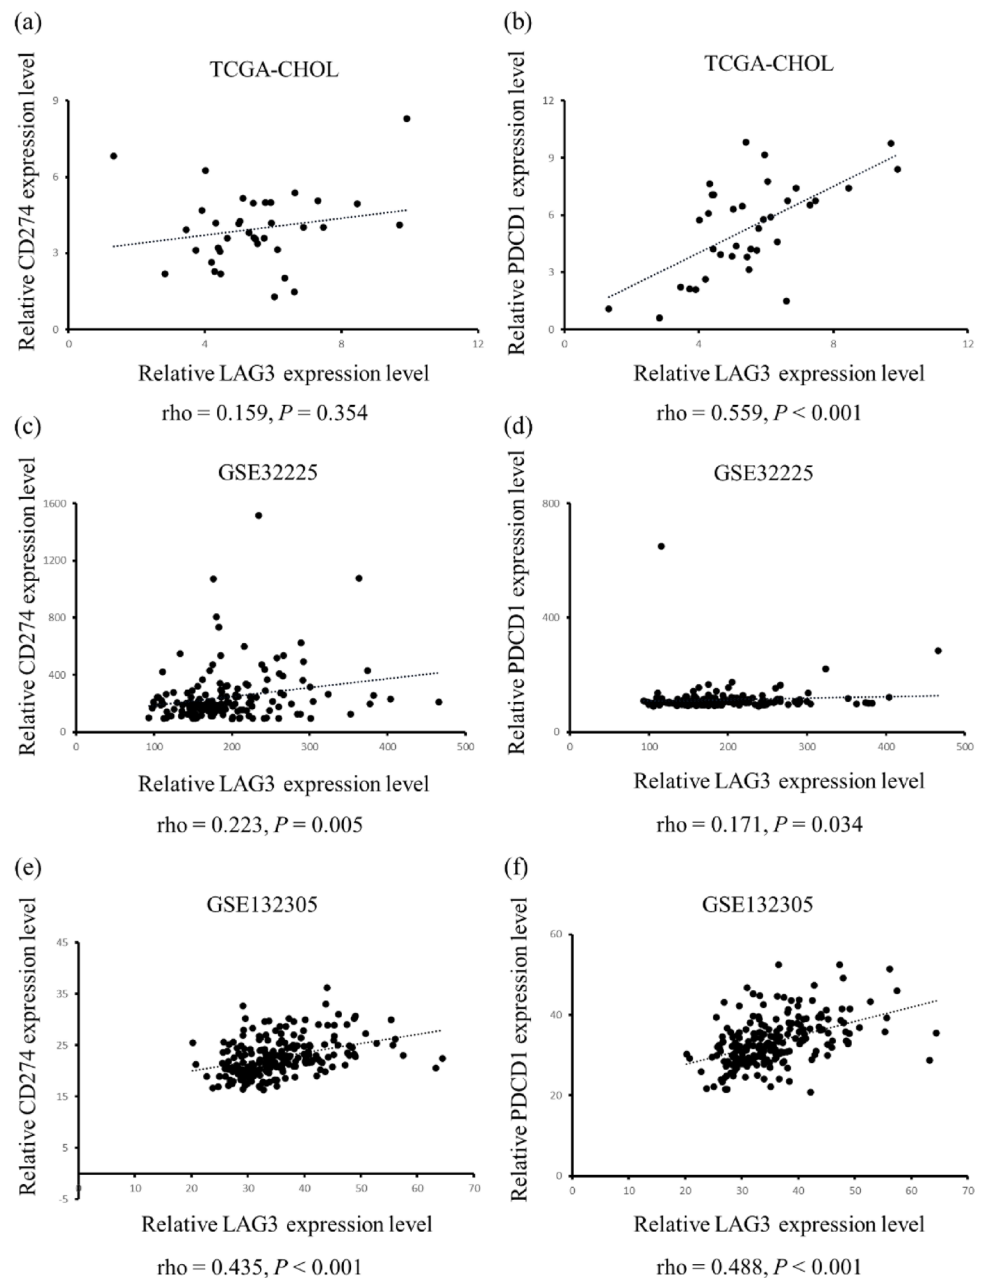 (a)
TCGA-CHOL
Relative CD274 expression level
9
6
3
0
0
4
8
12
Relative LAG3 expression level
rho = 0.159, P = 0.354
(b)
TCGA-CHOL
Relative PDCD1 expression level
12
9
6
3
0
0
4
8
12
Relative LAG3 expression level
rho = 0.559, P < 0.001
(c)
GSE32225
Relative CD274 expression level
1600
1200
800
400
0
0
100
200
300
400
500
Relative LAG3 expression level
rho = 0.223, P = 0.005
(d)
GSE32225
Relative PDCD1 expression level
800
400
0
0
100
200
300
400
500
Relative LAG3 expression level
rho = 0.171, P = 0.034
(e)
GSE132305
Relative CD274 expression level
45
35
25
15
5
-5
0
10
20
30
40
50
60
70
Relative LAG3 expression level
rho = 0.435, P < 0.001
(f)
GSE132305
Relative PDCD1 expression level
60
40
20
0
0
10
20
30
40
50
60
70
Relative LAG3 expression level
rho = 0.488, P < 0.001